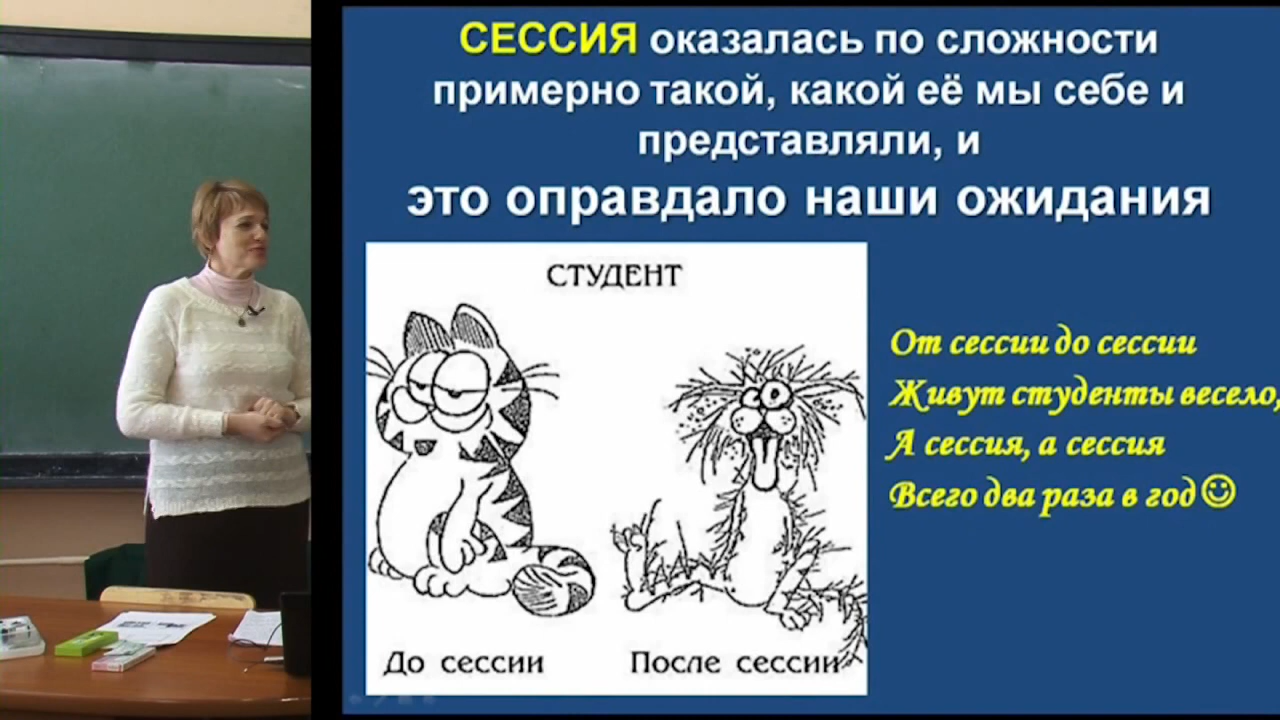 СЕССИЯ оказалась по сложности
примерно такой, какой её мы себе и
представляли, и
это оправдало наши ожидания
СТУДЕНТ
До сессии
После сессии
От сессии до сессии
Живут студенты весело,
А сессия, а сессия
Всего два раза в год☺